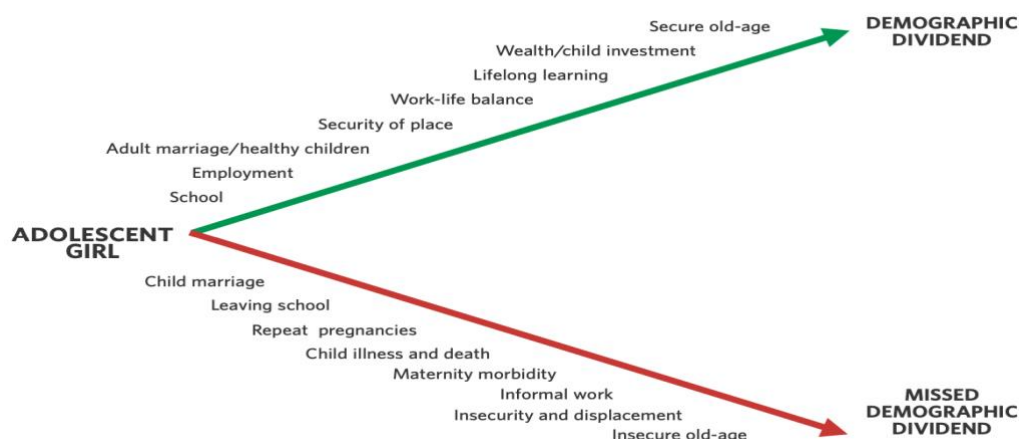 Secure old-age
DEMOGRAPHIC
DIVIDEND
Wealth/child investment
Lifelong learning
Work-life balance
Security of place
Adult marriage/healthy children
Employment
School
ADOLESCENT
GIRL
Child marriage
Leaving school
Repeat pregnancies
Child illness and death
Maternity morbidity
Informal work
Insecurity and displacement
Insecure old-age
MISSED
DEMOGRAPHIC
DIVIDEND